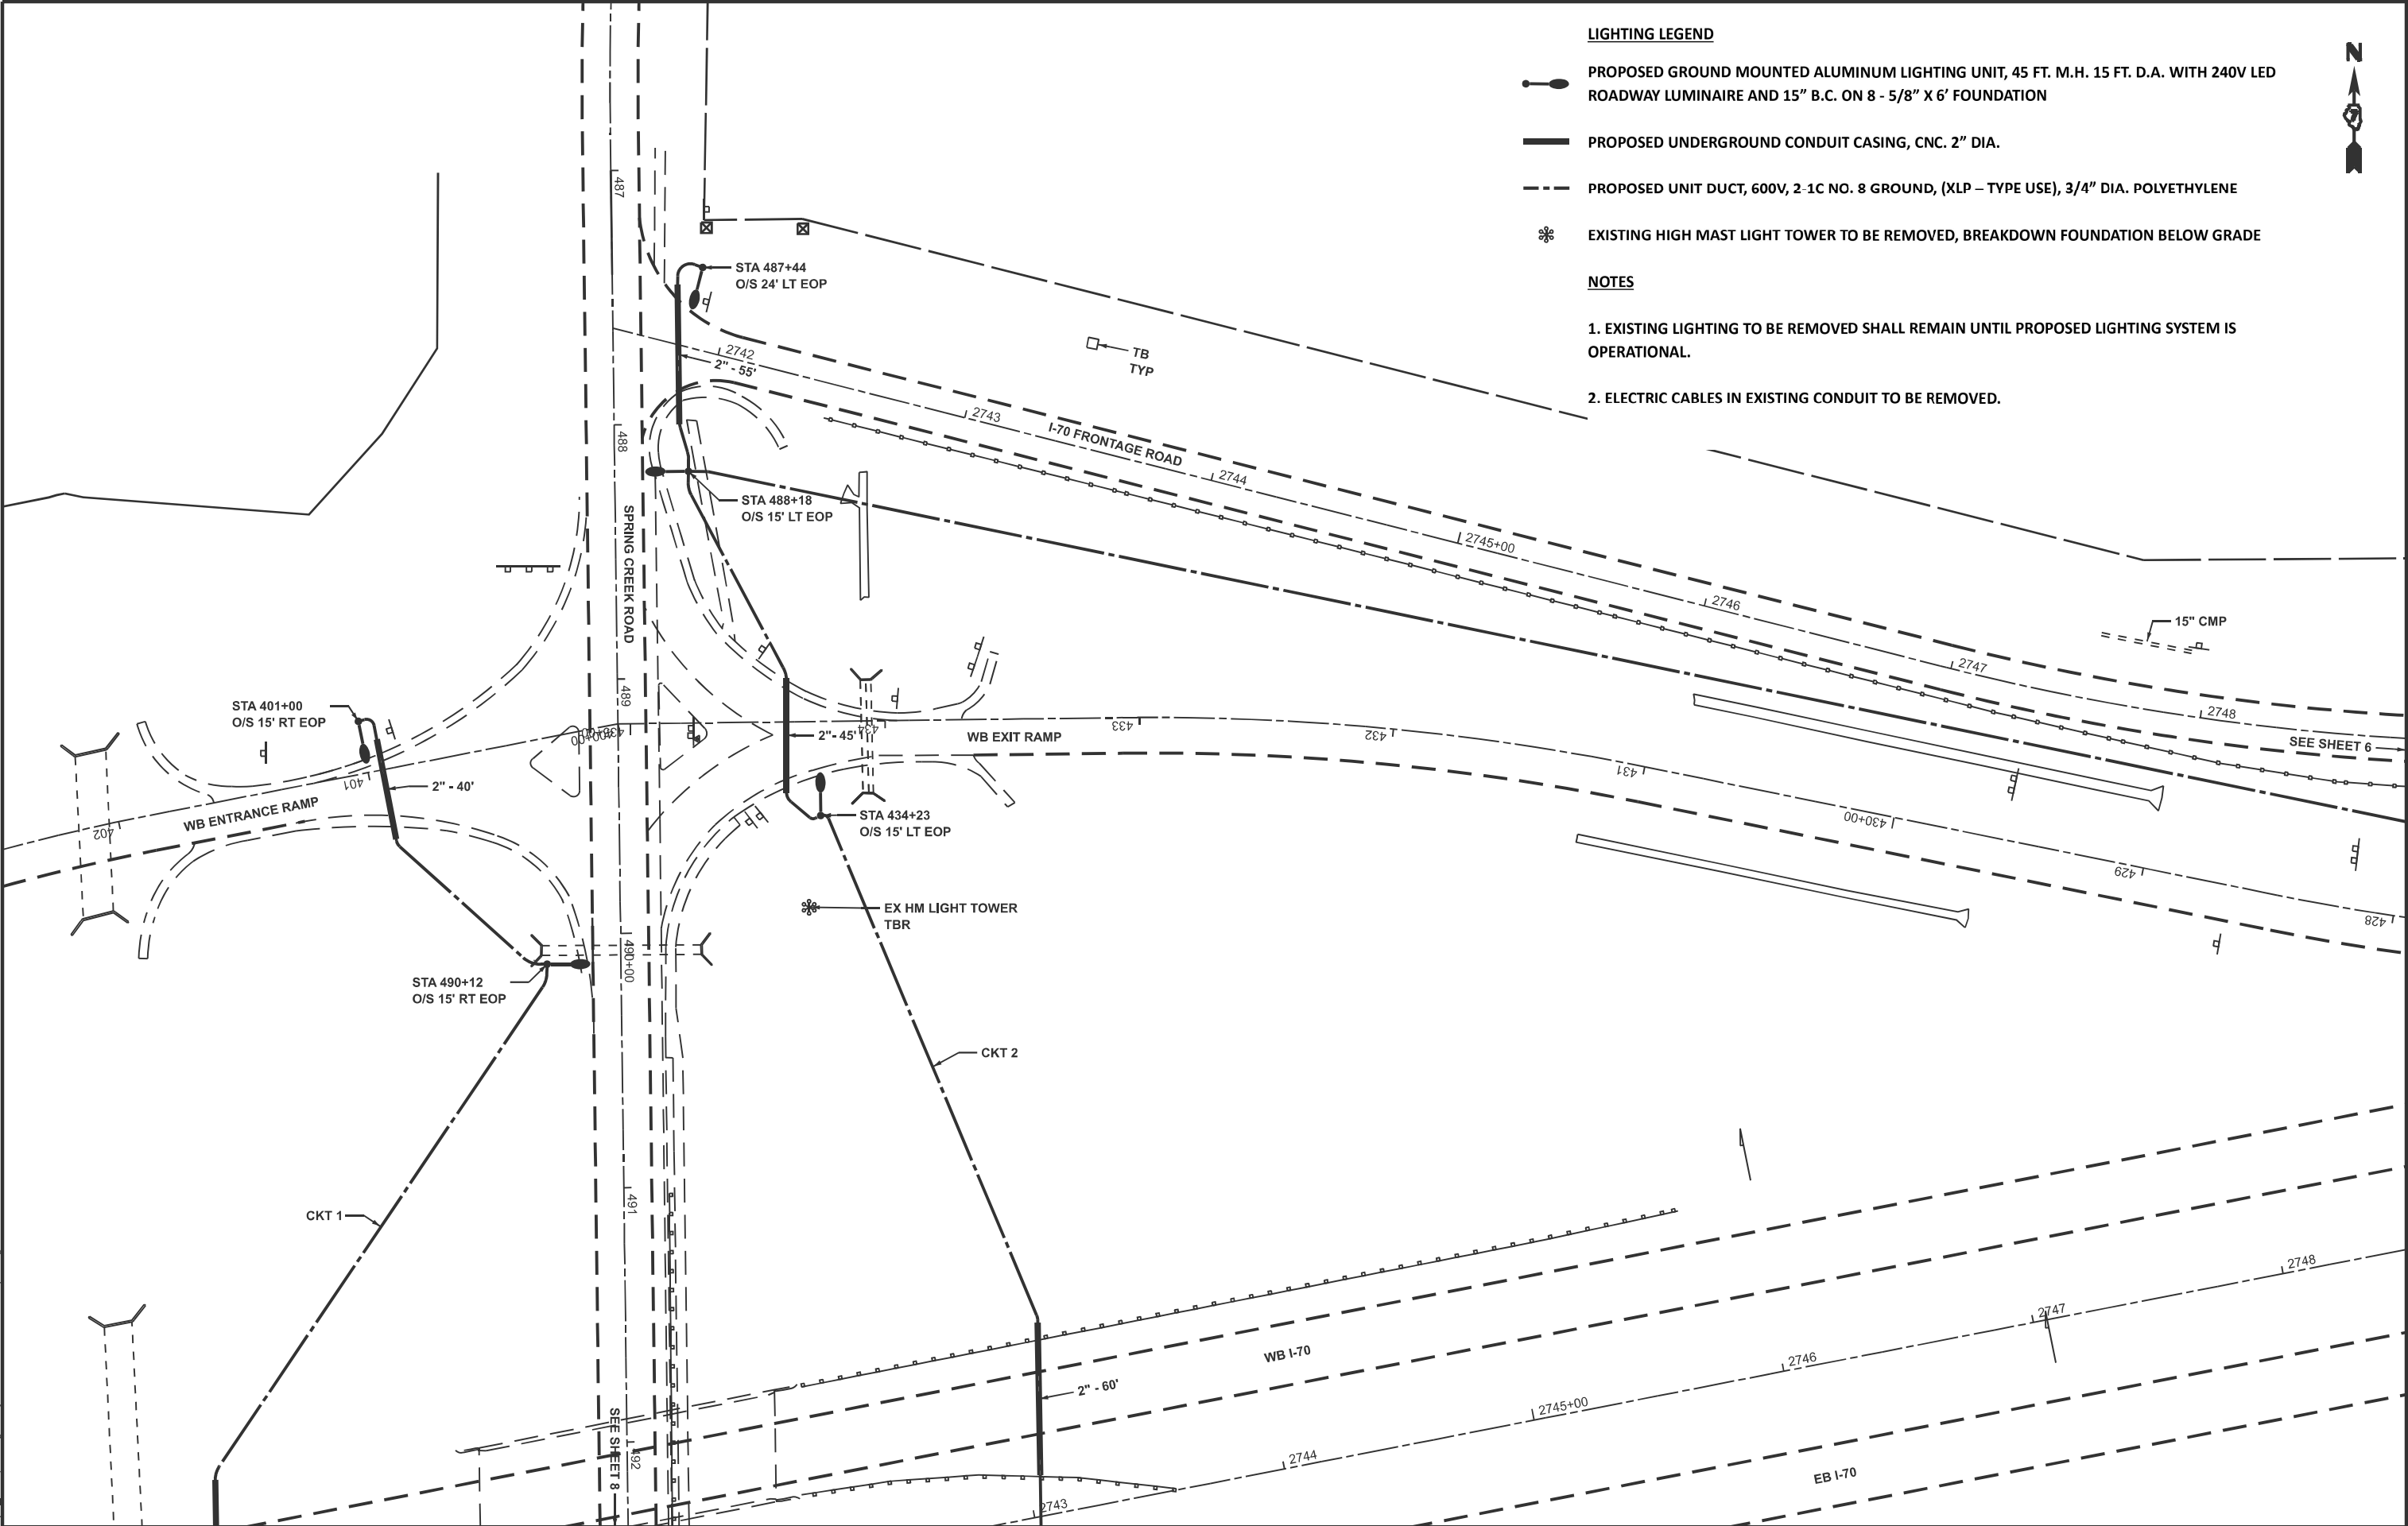 LIGHTING LEGEND
N
PROPOSED GROUND MOUNTED ALUMINUM LIGHTING UNIT, 45 FT. M.H. 15 FT. D.A. WITH 240V LED
ROADWAY LUMINAIRE AND 15” B.C. ON 8 - 5/8” X 6’ FOUNDATION
PROPOSED UNDERGROUND CONDUIT CASING, CNC. 2” DIA.
PROPOSED UNIT DUCT, 600V, 2-1C NO. 8 GROUND, (XLP – TYPE USE), 3/4” DIA. POLYETHYLENE
EXISTING HIGH MAST LIGHT TOWER TO BE REMOVED, BREAKDOWN FOUNDATION BELOW GRADE
NOTES
1. EXISTING LIGHTING TO BE REMOVED SHALL REMAIN UNTIL PROPOSED LIGHTING SYSTEM IS
OPERATIONAL.
2. ELECTRIC CABLES IN EXISTING CONDUIT TO BE REMOVED.
487
STA 487+44
O/S 24' LT EOP
2742
2" - 55'
TB
TYP
2743
I-70 FRONTAGE ROAD
2744
2745+00
2746
2747
2748
SEE SHEET 6
15" CMP
488
STA 488+18
O/S 15' LT EOP
SPRING CREEK ROAD
489
STA 401+00
O/S 15' RT EOP
401
2" - 40'
402
WB ENTRANCE RAMP
400+00
2" - 45'
434
WB EXIT RAMP
433
432
431
430+00
429
428
STA 434+23
O/S 15' LT EOP
EX HM LIGHT TOWER
TBR
490+00
STA 490+12
O/S 15' RT EOP
CKT 2
CKT 1
491
492
SEE SHEET 8
WB I-70
2" - 60'
2743
2744
2745+00
2746
2747
2748
EB I-70